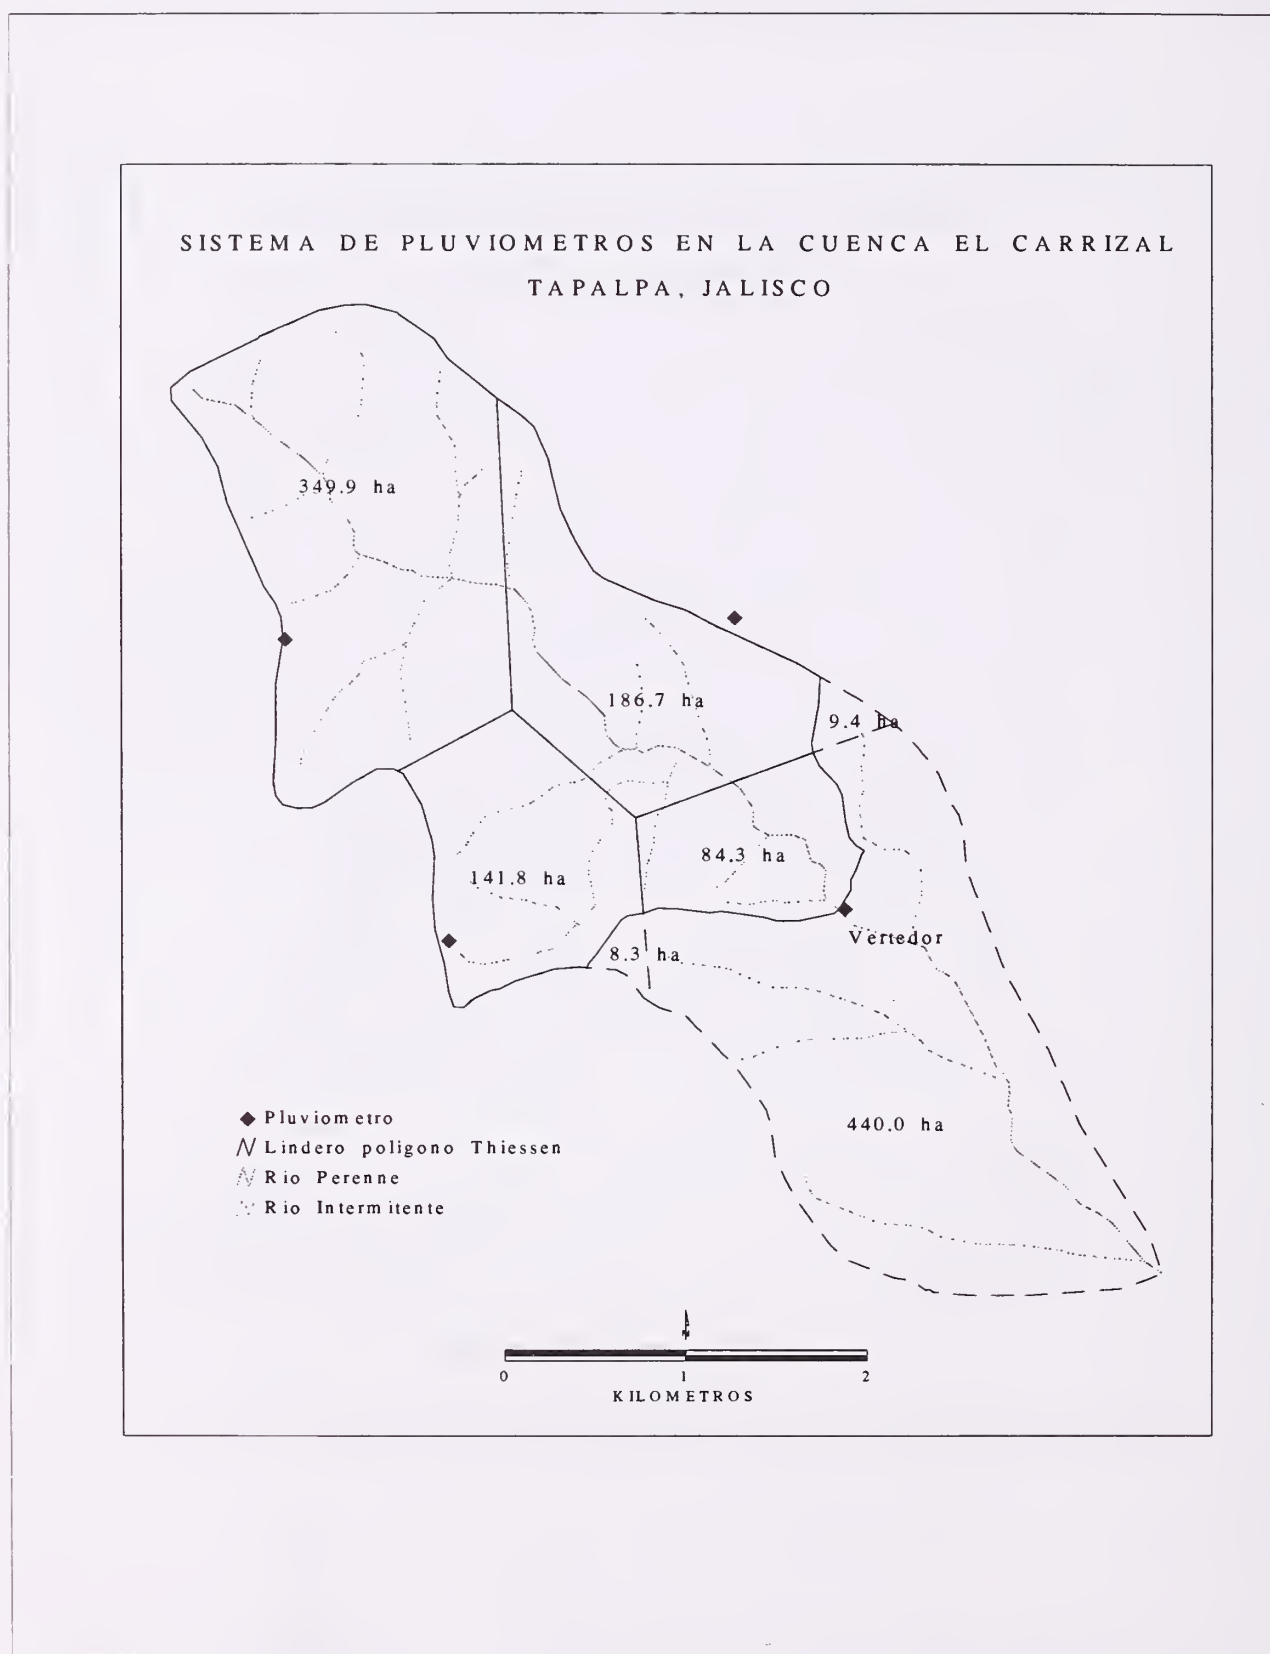 SISTEMA DE PLUVIOMETROS EN LA CUENCA EL CARRIZAL
TAPALPA, JALISCO
349.9 ha
186.7 ha
9.4 ha
84.3 ha
141.8 ha
Vertedor
8.3 ha
440.0 ha
Pluviometro
Lindero poligono Thiessen
Rio Perenne
Rio Intermitente
0 1 2
KILOMETROS